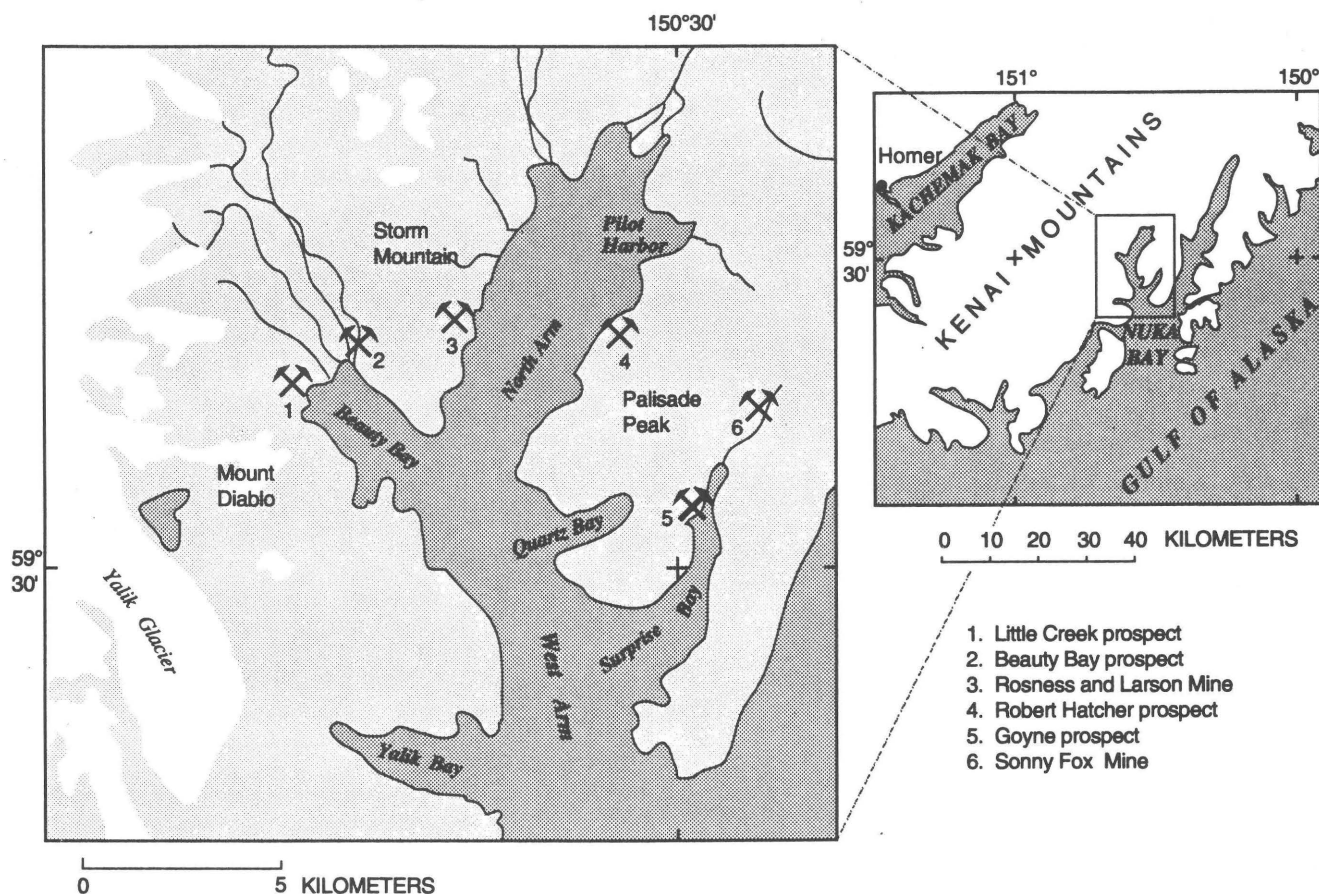 150°30'
Storm
Mountain
Pilot
Harbor
North Arm
1
2
3
4
Beauty Bay
Palisade
Peak
6
Mount
Diablo
5
Quartz Bay
59°
30'
Yalik
Glacier
West Arm
Surprise Bay
Yalik Bay
0 5 KILOMETERS
151° 150°
Homer
KACHEMAK BAY
KENAI MOUNTAINS
59°
30'
NUKA
BAY
GULF OF ALASKA
0 10 20 30 40 KILOMETERS
1. Little Creek prospect
2. Beauty Bay prospect
3. Rosness and Larson Mine
4. Robert Hatcher prospect
5. Goyne prospect
6. Sonny Fox Mine